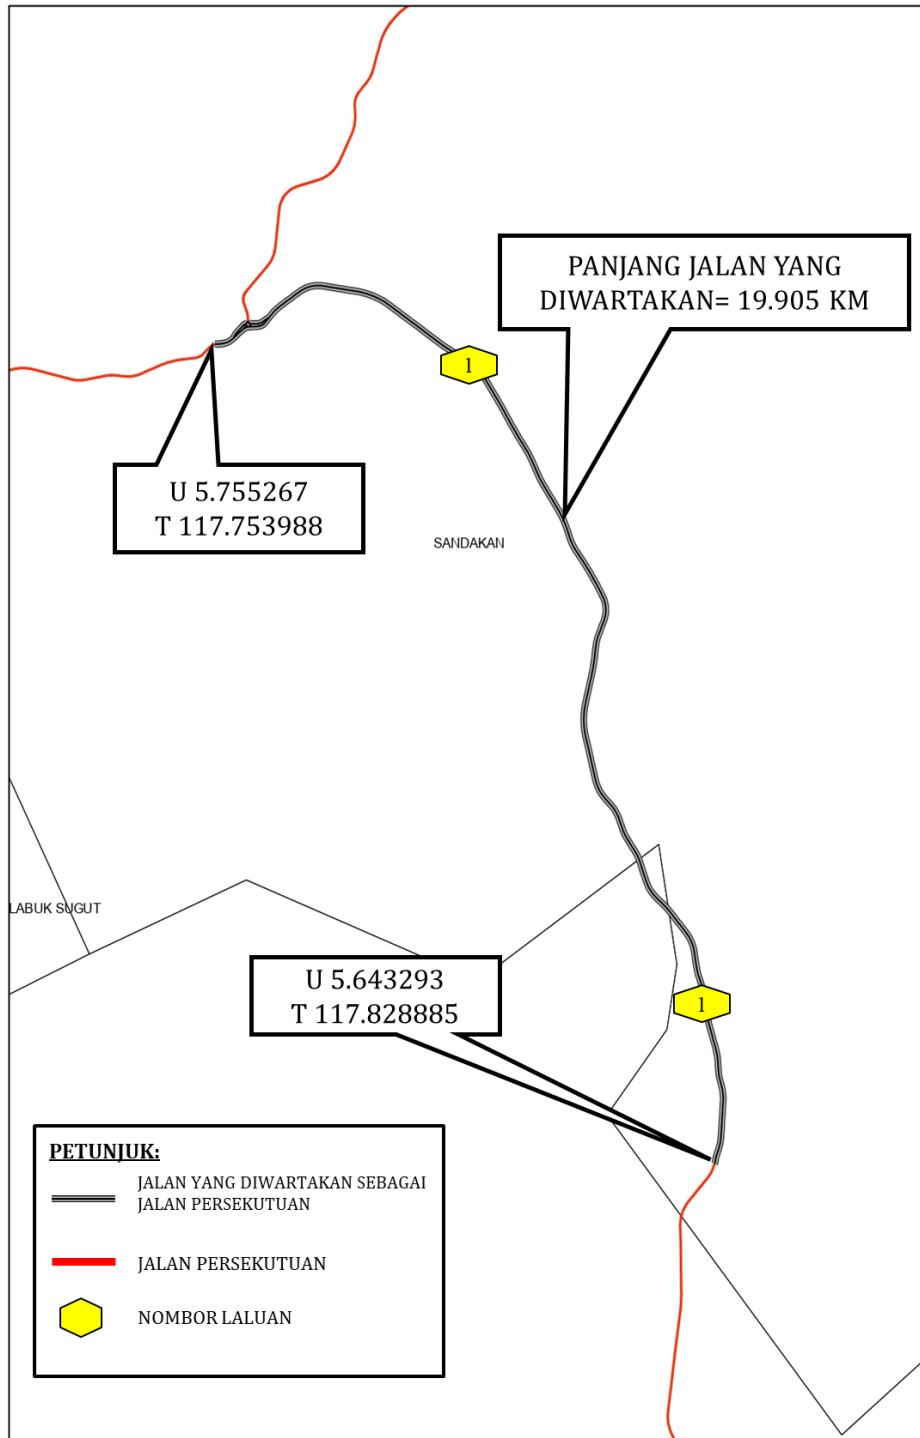 PANJANG JALAN YANG
DIWARTAKAN= 19.905 KM
1
U 5.755267
T 117.753988
SANDAKAN
LABUK SUGUT
U 5.643293
T 117.828885
1
PETUNJUK:
JALAN YANG DIWARTAKAN SEBAGAI
JALAN PERSEKUTUAN
JALAN PERSEKUTUAN
NOMBOR LALUAN